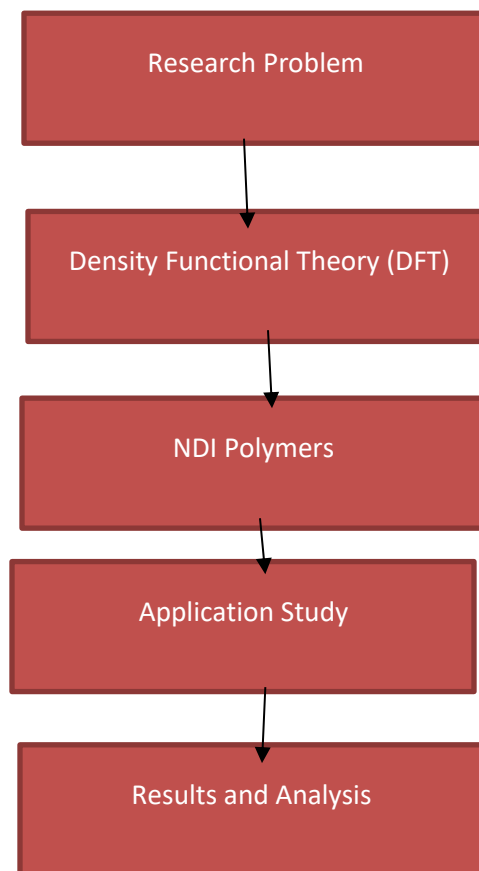 Research Problem
Density Functional Theory (DFT)
NDI Polymers
Application Study
Results and Analysis